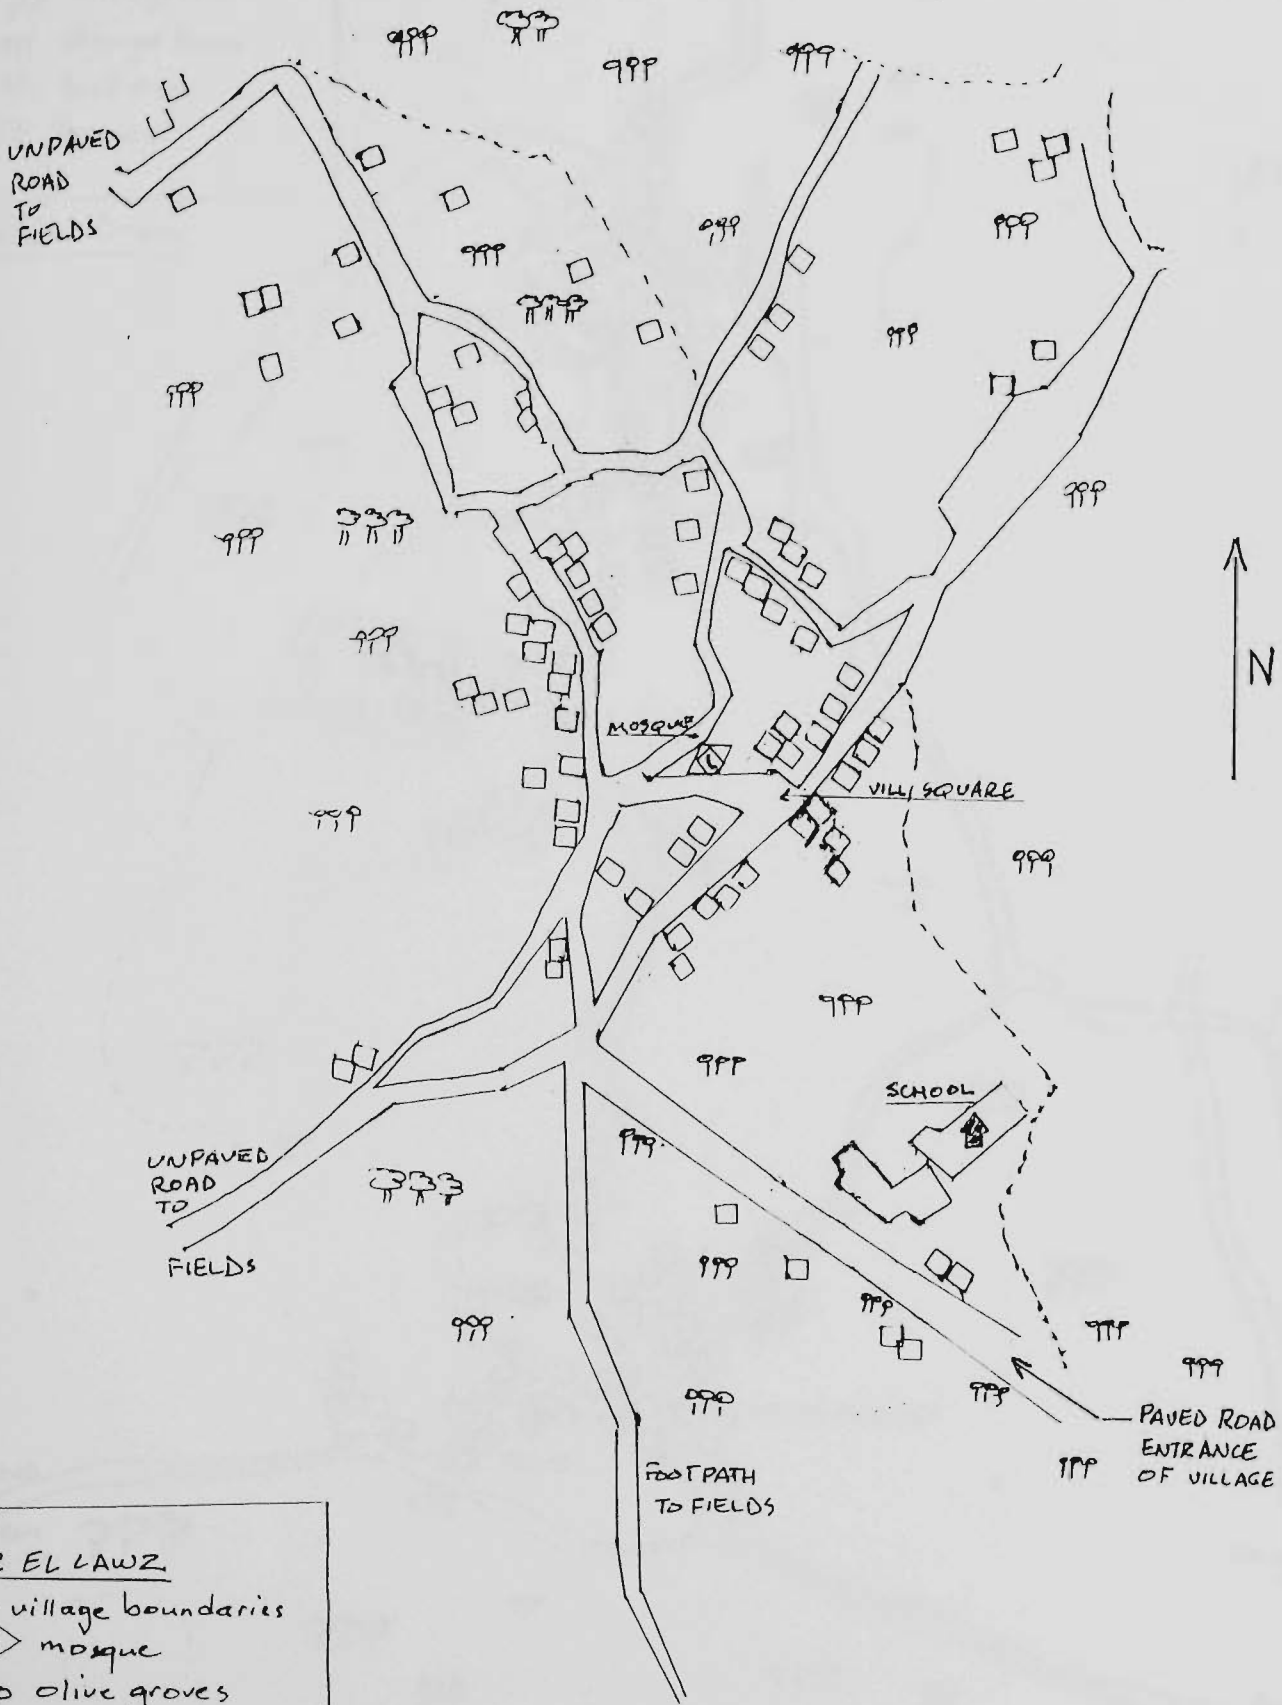 UNPAVED
ROAD
TO
FIELDS
N
MOSQUE
VILL, SQUARE
SCHOOL
UNPAVED
ROAD
TO
FIELDS
PAVED ROAD
ENTRANCE
OF VILLAGE
FOOTPATH
TO FIELDS
EL LAWZ
village boundaries
mosque
olive groves